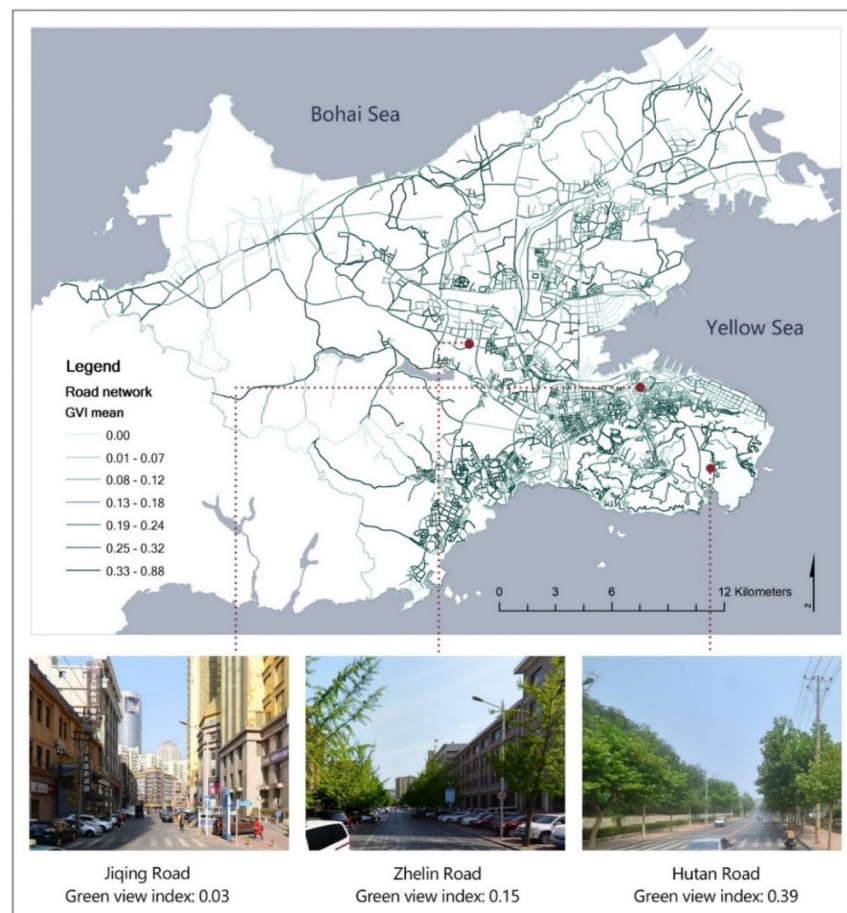 Bohai Sea
Yellow Sea
Legend
Road network
GVI mean
0.00
0.01 - 0.07
0.08 - 0.12
0.13 - 0.18
0.19 - 0.24
0.25 - 0.32
0.33 - 0.88
0 3 6 12 Kilometers
N
Jiqing Road
Green view index: 0.03
Zhelin Road
Green view index: 0.15
Hutan Road
Green view index: 0.39